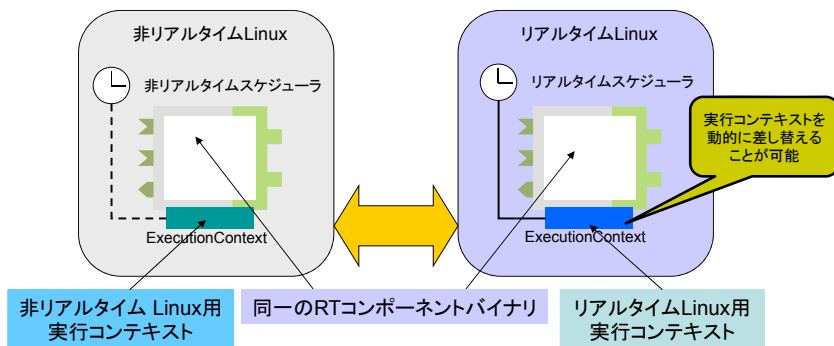 非リアルタイムLinux
非リアルタイムスケジューラ
ExecutionContext
リアルタイムLinux
リアルタイムスケジューラ
ExecutionContext
実行コンテキストを
動的に差し替える
ことが可能
非リアルタイム Linux用
実行コンテキスト
同一のRTコンポーネントバイナリ
リアルタイムLinux用
実行コンテキスト